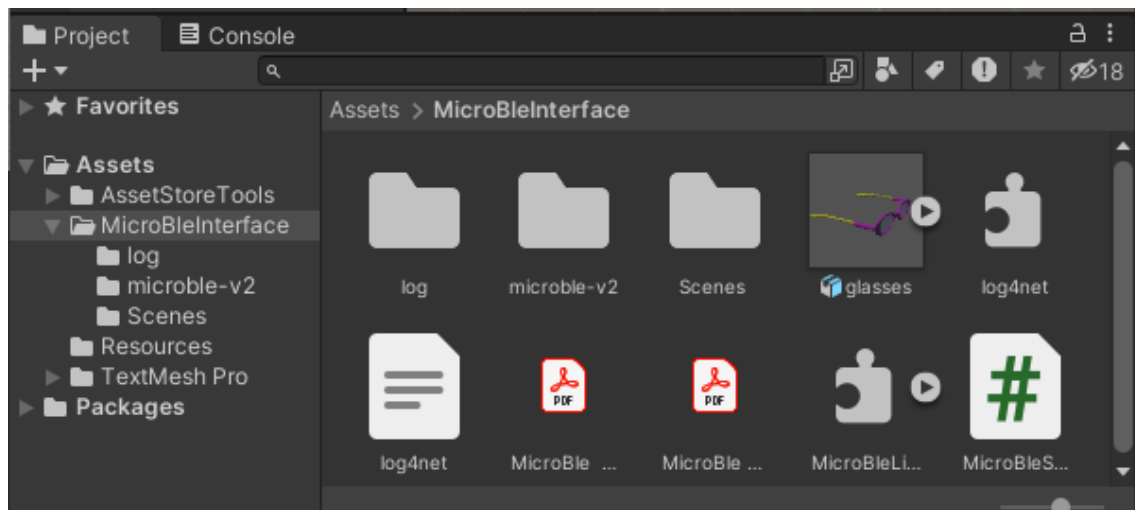 Project
Console
18
Favorites
Assets
AssetStoreTools
MicroBleInterface
log
microble-v2
Scenes
Resources
TextMesh Pro
Packages
Assets > MicroBleInterface
log
microble-v2
Scenes
glasses
log4net
PDF
PDF
#
log4net
MicroBle ...
MicroBle ...
MicroBleLi...
MicroBleS...